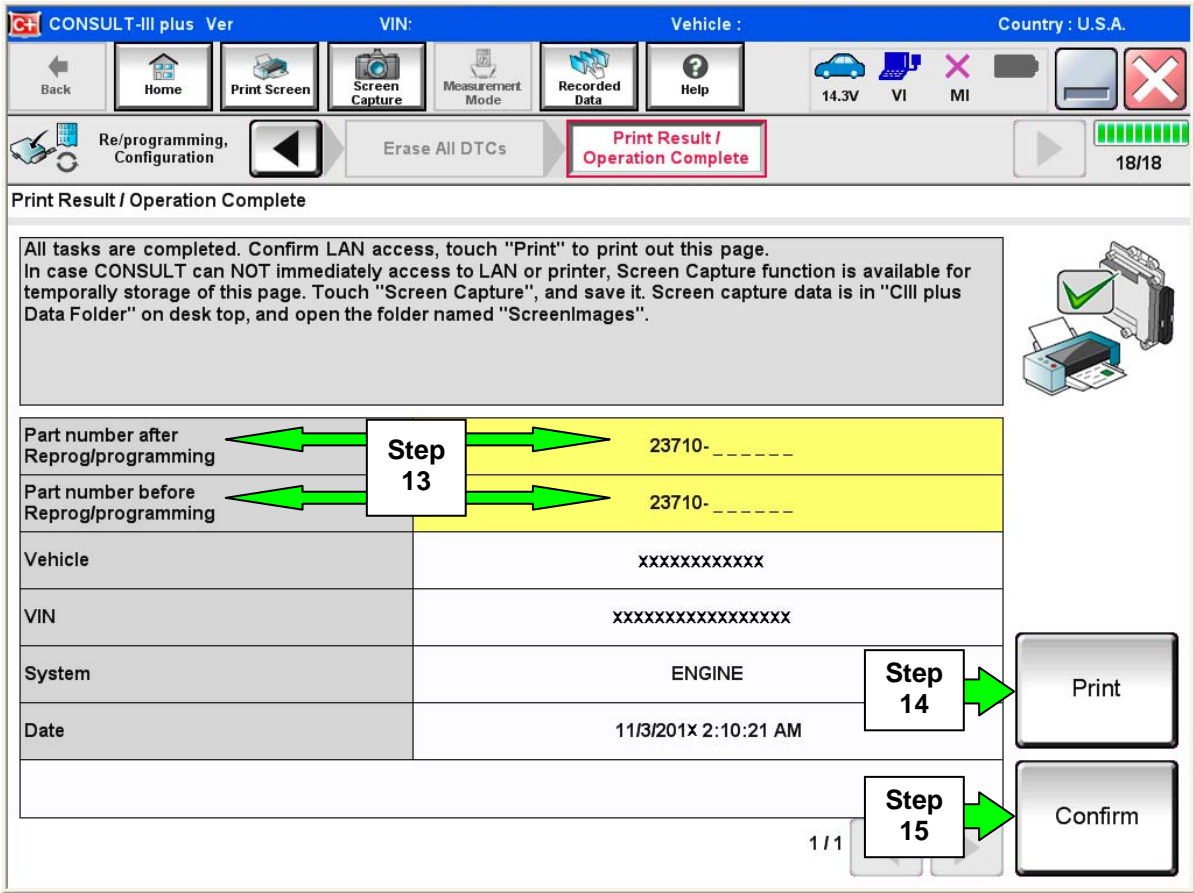 C+ CONSULT-III plus Ver VIN: Vehicle : Country : U.S.A.
Back Home Print Screen Screen Capture Measurement Mode Recorded Data Help 14.3V VI MI
Re/programming, Configuration Erase All DTCs Print Result / Operation Complete 18/18
Print Result / Operation Complete
All tasks are completed. Confirm LAN access, touch "Print" to print out this page.
In case CONSULT can NOT immediately access to LAN or printer, Screen Capture function is available for
temporally storage of this page. Touch "Screen Capture", and save it. Screen capture data is in "CIII plus
Data Folder" on desk top, and open the folder named "ScreenImages".
Part number after
Reprog/programming
23710-______
Step
13
Part number before
Reprog/programming
23710-______
Vehicle xxxxxxxxxxxx
VIN xxxxxxxxxxxxxxxxx
System ENGINE
Step
14
Print
Date 11/3/201x 2:10:21 AM
Step
15
Confirm
1/1